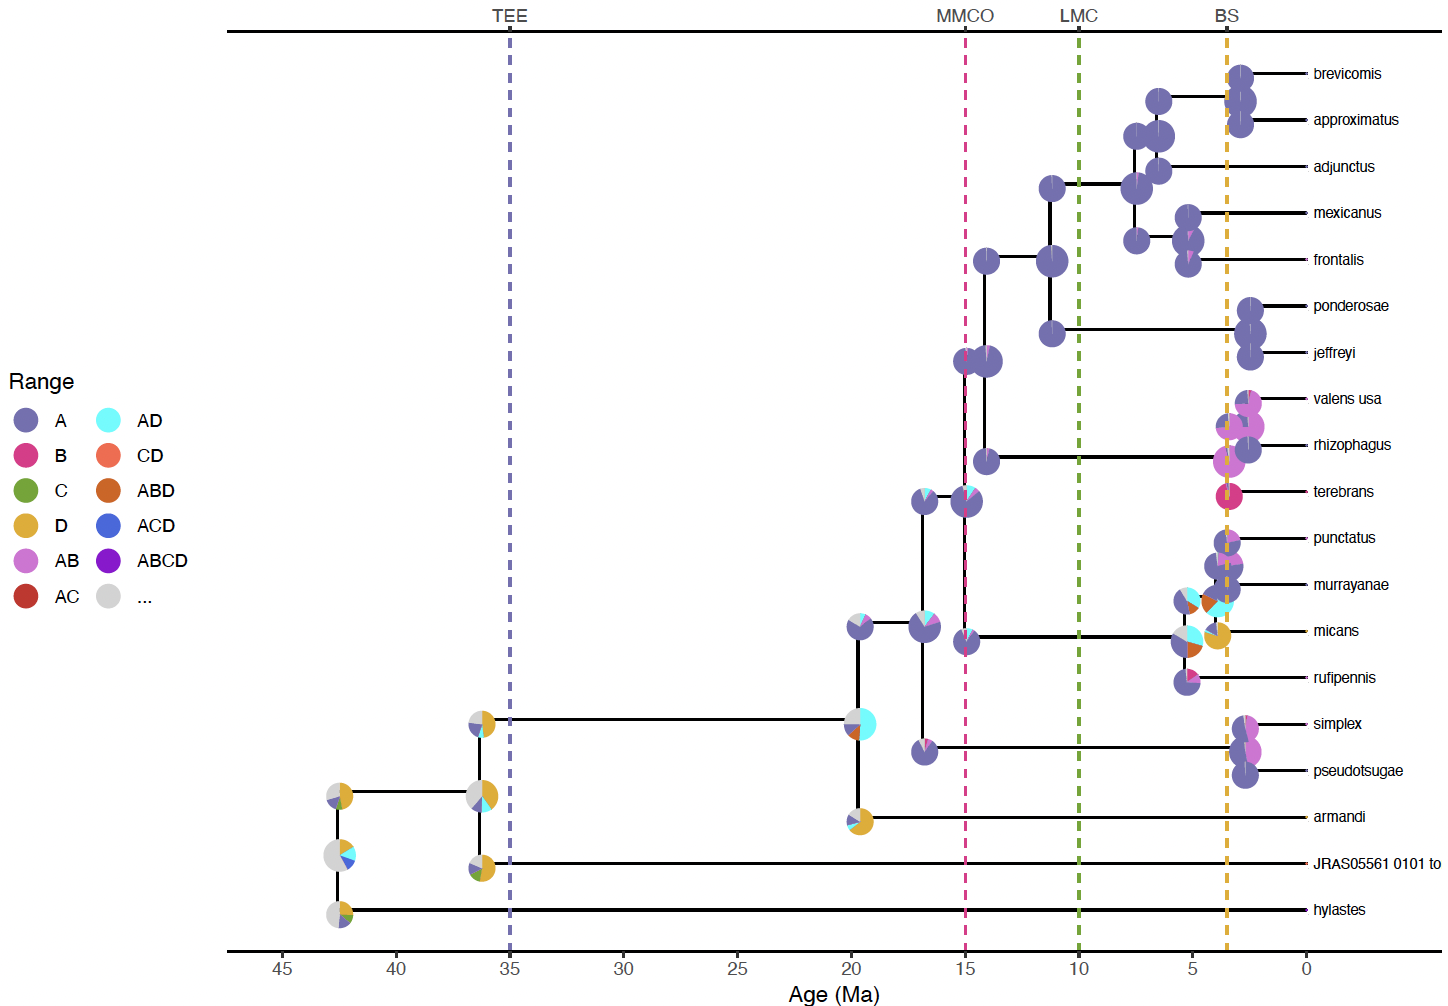 TEE MMCO LMC BS
brevicomis
approximatus
adjunctus
mexicanus
frontalis
ponderosae
jeffreyi
valens usa
rhizophagus
terebrans
punctatus
murrayanae
micans
rufipennis
simplex
pseudotsugae
armandi
JRAS05561 0101 to
hylastes
Range
A AD
B CD
C ABD
D ACD
AB ABCD
AC ...
45 40 35 30 25 20 15 10 5 0
Age (Ma)